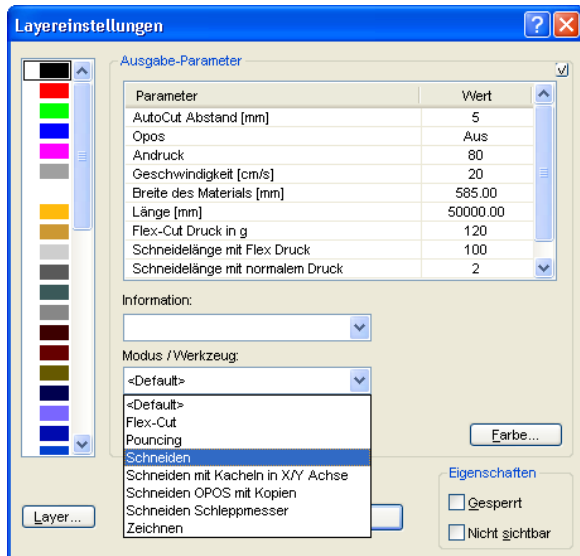 Layereinstellungen
Ausgabe-Parameter
Parameter Wert
AutoCut Abstand [mm] 5
Opos Aus
Andruck 80
Geschwindigkeit [cm/s] 20
Breite des Materials [mm] 585.00
Länge [mm] 50000.00
Flex-Cut Druck in g 120
Schneidelänge mit Flex Druck 100
Schneidelänge mit normalem Druck 2
Information:
Modus / Werkzeug:
<Default>
<Default>
Flex-Cut
Pouncing
Schneiden
Farbe...
Schneiden mit Kacheln in X/Y Achse
Eigenschaften
Schneiden OPOS mit Kopien
Gesperrt
Layer...
Schneiden Schleppmesser
Zeichnen
Nicht sichtbar